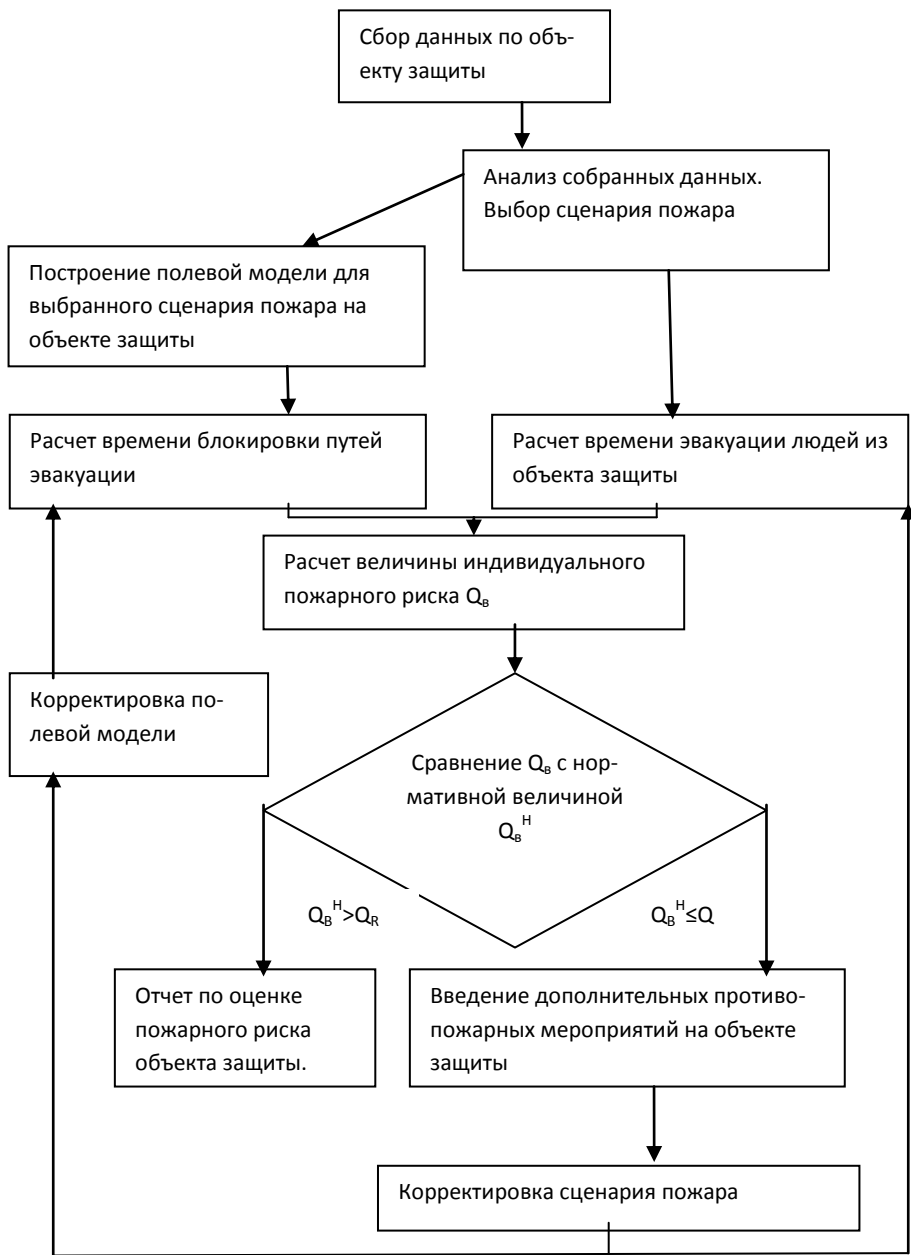 Сбор данных по объ-
екту защиты
Анализ собранных данных.
Выбор сценария пожара
Построение полевой модели для
выбранного сценария пожара на
объекте защиты
Расчет времени блокировки путей
эвакуации
Расчет времени эвакуации людей из
объекта защиты
Расчет величины индивидуального
пожарного риска Qв
Корректировка по-
левой модели
Сравнение Qв с нор-
мативной величиной
Qвᴴ
QВᴴ>QR
QВᴴ≤Q
Отчет по оценке
пожарного риска
объекта защиты.
Введение дополнительных противо-
пожарных мероприятий на объекте
защиты
Корректировка сценария пожара